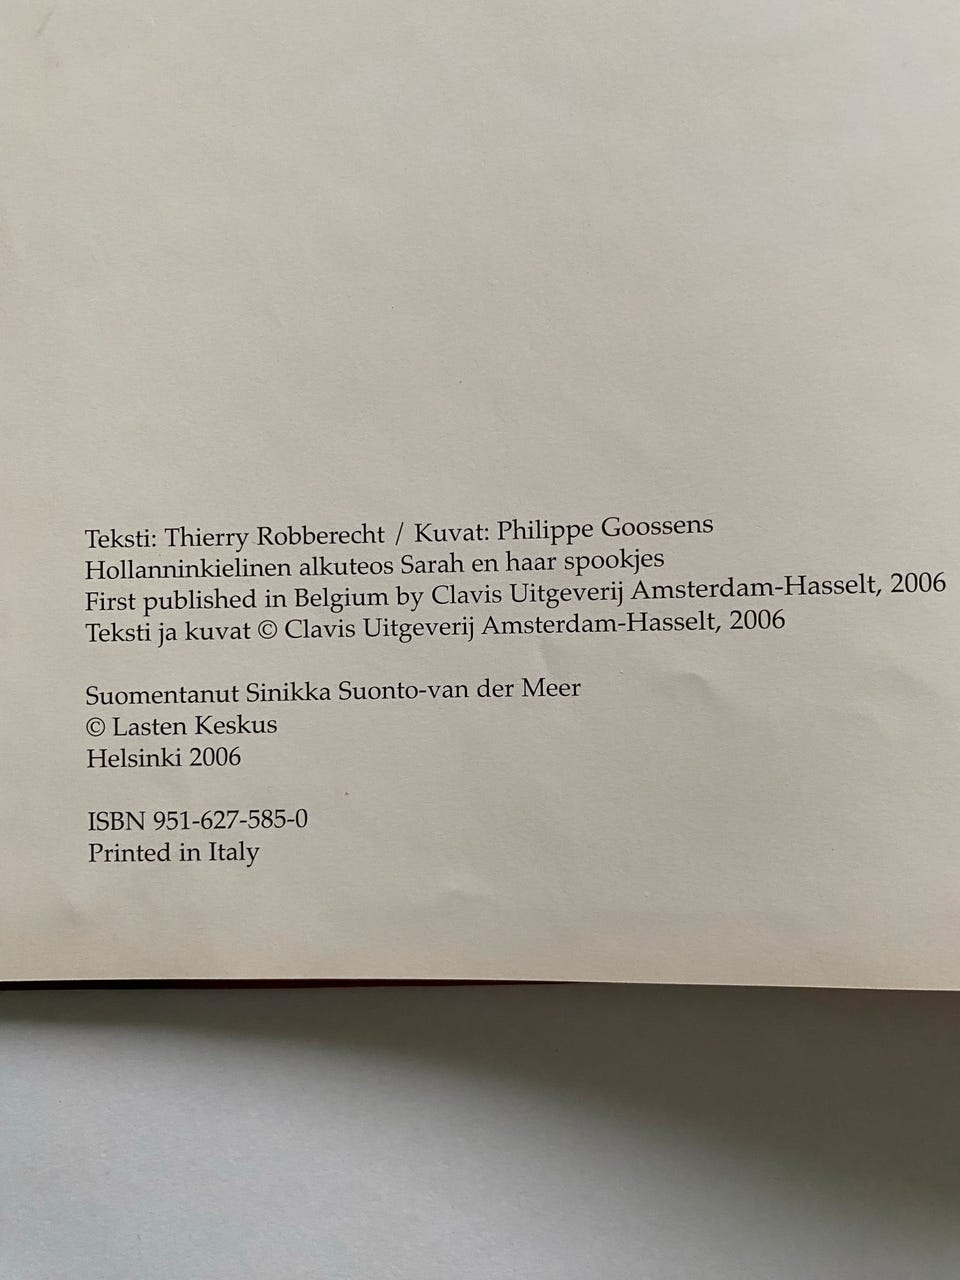 Teksti: Thierry Robberecht / Kuvat: Philippe Goossens
Hollanninkielinen alkuteos Sarah en haar spookjes
First published in Belgium by Clavis Uitgeverij Amsterdam-Hasselt, 2006
Teksti ja kuvat © Clavis Uitgeverij Amsterdam-Hasselt, 2006
Suomentanut Sinikka Suonto-van der Meer
© Lasten Keskus
Helsinki 2006
ISBN 951-627-585-0
Printed in Italy